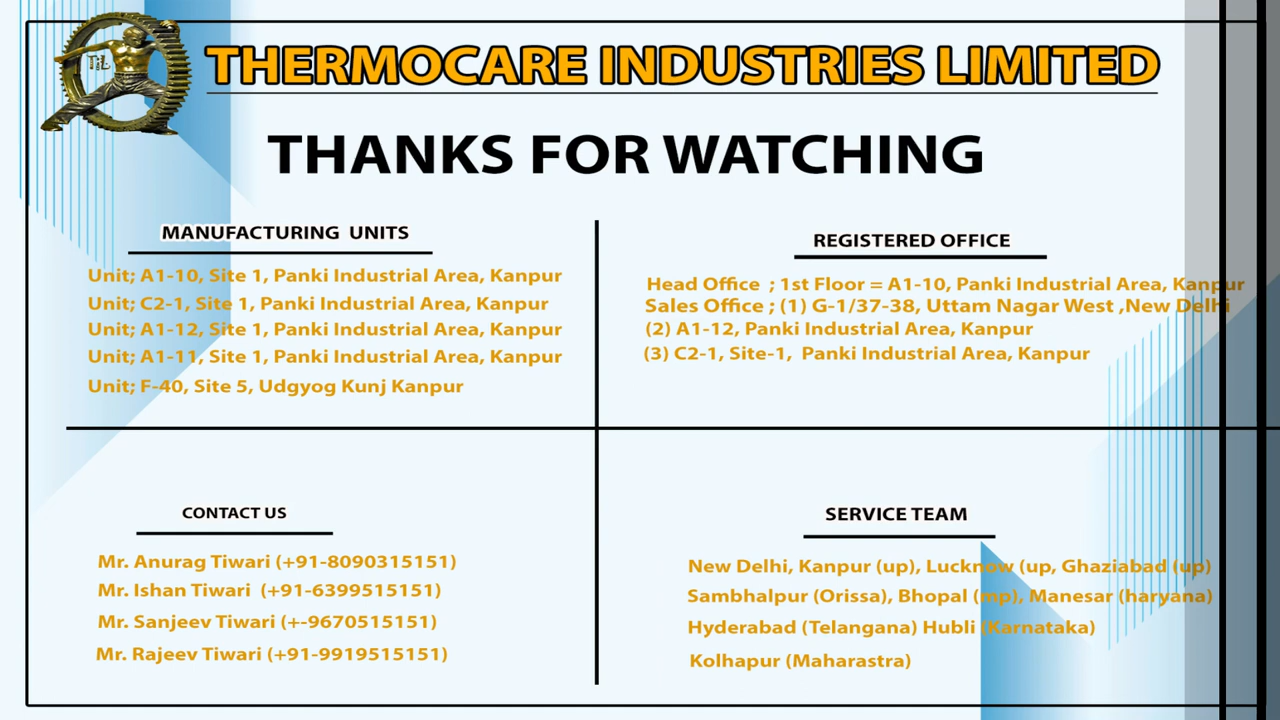 TIL
THERMOCARE INDUSTRIES LIMITED
THANKS FOR WATCHING
MANUFACTURING UNITS
Unit; A1-10, Site 1, Panki Industrial Area, Kanpur
Unit; C2-1, Site 1, Panki Industrial Area, Kanpur
Unit; A1-12, Site 1, Panki Industrial Area, Kanpur
Unit; A1-11, Site 1, Panki Industrial Area, Kanpur
Unit; F-40, Site 5, Udgyog Kunj Kanpur
REGISTERED OFFICE
Head Office ; 1st Floor = A1-10, Panki Industrial Area, Kanpur
Sales Office ; (1) G-1/37-38, Uttam Nagar West ,New Delhi
(2) A1-12, Panki Industrial Area, Kanpur
(3) C2-1, Site-1, Panki Industrial Area, Kanpur
CONTACT US
Mr. Anurag Tiwari (+91-8090315151)
Mr. Ishan Tiwari (+91-6399515151)
Mr. Sanjeev Tiwari (+-9670515151)
Mr. Rajeev Tiwari (+91-9919515151)
SERVICE TEAM
New Delhi, Kanpur (up), Lucknow (up, Ghaziabad (up)
Sambhalpur (Orissa), Bhopal (mp), Manesar (haryana)
Hyderabad (Telangana) Hubli (Karnataka)
Kolhapur (Maharastra)